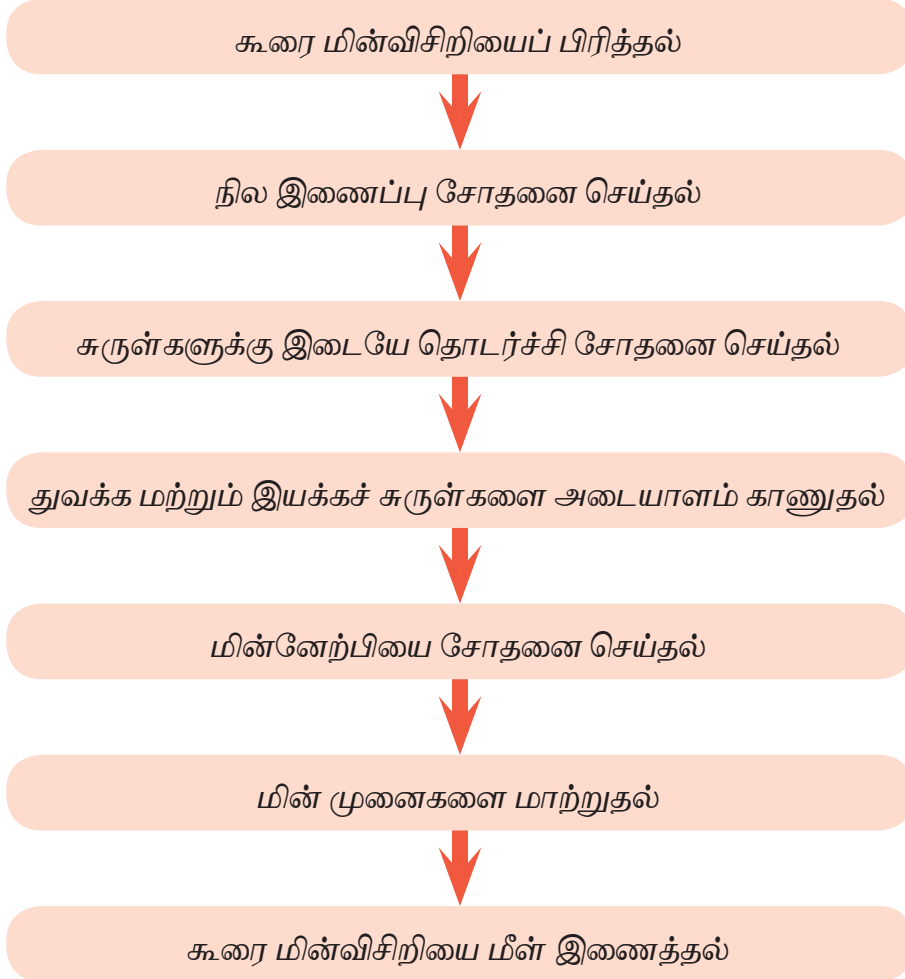 கூரை மின்விசிறியைப் பிரித்தல்
நில இணைப்பு சோதனை செய்தல்
சுருள்களுக்கு இடையே தொடர்ச்சி சோதனை செய்தல்
துவக்க மற்றும் இயக்கச் சுருள்களை அடையாளம் காணுதல்
மின்னேற்பியை சோதனை செய்தல்
மின் முனைகளை மாற்றுதல்
கூரை மின்விசிறியை மீள் இணைத்தல்